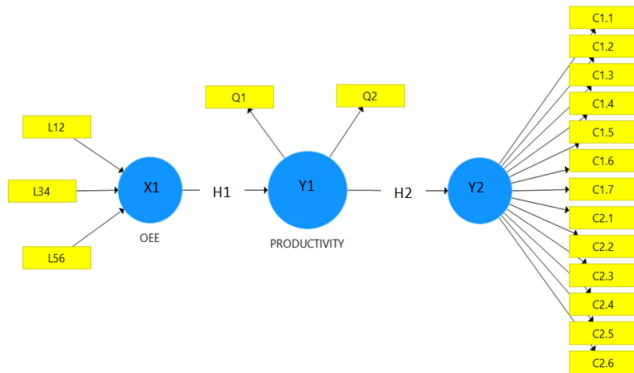 L12
L34
L56
X1
OEE
H1
Q1
Q2
Y1
PRODUCTIVITY
H2
Y2
C1.1
C1.2
C1.3
C1.4
C1.5
C1.6
C1.7
C2.1
C2.2
C2.3
C2.4
C2.5
C2.6